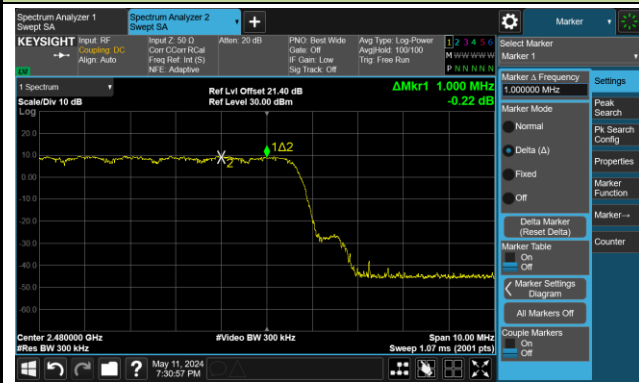 Spectrum Analyzer 1
Swept SA
Spectrum Analyzer 2
Swept SA
Marker
KEYSIGHT
Input: RF
Coupling: DC
Align: Auto
Input Z: 50 Ω
Corr CCorr RCal
Freq Ref: Int (S)
NFE: Adaptive
Atten: 20 dB
PNO: Best Wide
Gate: Off
IF Gain: Low
Sig Track: Off
Avg Type: Log-Power
Avg|Hold: 100/100
Trig: Free Run
1 2 3 4 5 6
M W W W W W
P N N N N N
Select Marker
Marker 1
1 Spectrum
Scale/Div 10 dB
Log
Ref Lvl Offset 21.40 dB
Ref Level 30.00 dBm
ΔMkr1 1.000 MHz
-0.22 dB
20.0
10.0
0.00
-10.0
-20.0
-30.0
-40.0
-50.0
-60.0
1Δ2
2
Center 2.480000 GHz
#Res BW 300 kHz
#Video BW 300 kHz
Span 10.00 MHz
Sweep 1.07 ms (2001 pts)
May 11, 2024
7:30:57 PM
Marker Δ Frequency
1.000000 MHz
Marker Mode
Normal
Delta (Δ)
Fixed
Off
Delta Marker
(Reset Delta)
Marker Table
On
Off
Marker Settings
Diagram
All Markers Off
Couple Markers
On
Off
Settings
Peak
Search
Pk Search
Config
Properties
Marker
Function
Marker→
Counter